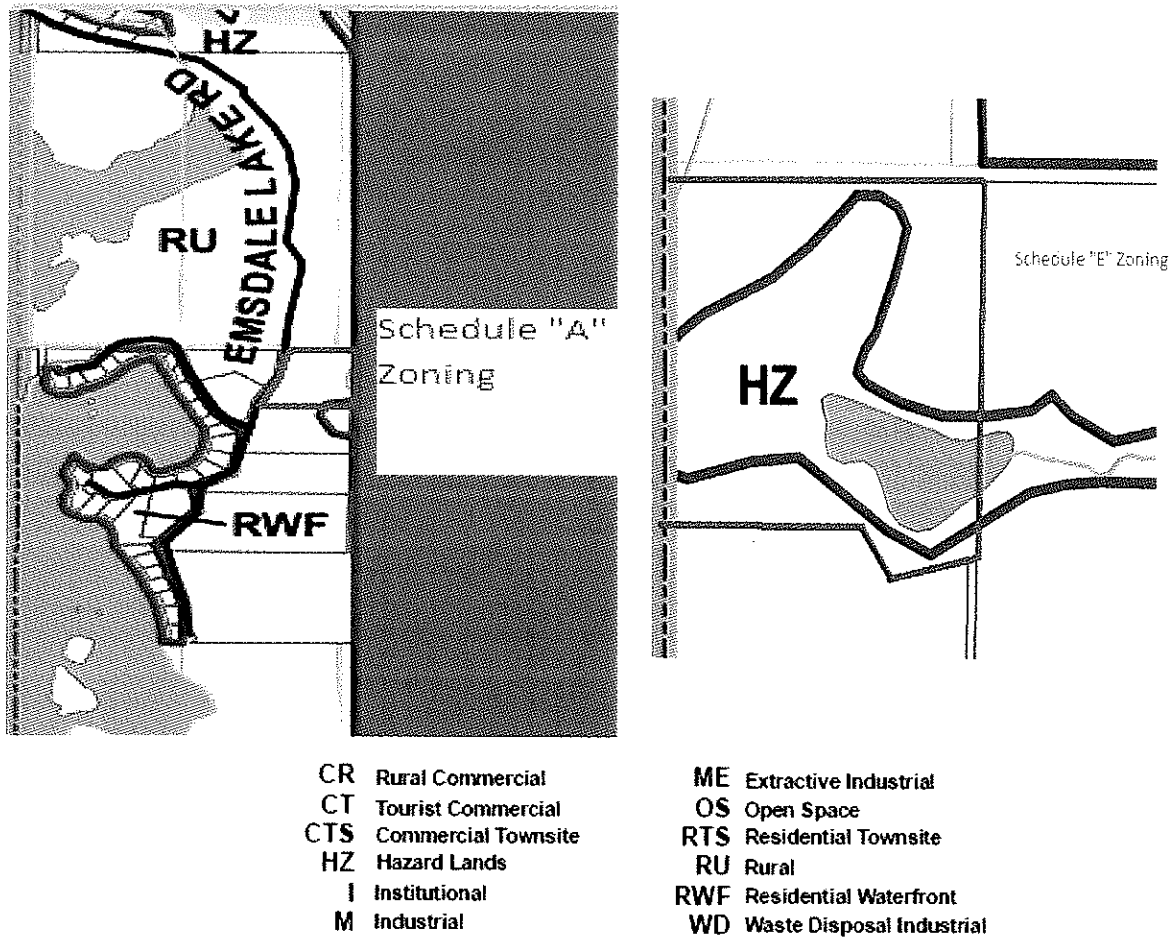 HZ
EMSDALE LAKE RD
RU
RWF
Schedule "A"
Zoning
Schedule "E" Zoning
HZ
CR Rural Commercial
CT Tourist Commercial
CTS Commercial Townsite
HZ Hazard Lands
I Institutional
M Industrial
ME Extractive Industrial
OS Open Space
RTS Residential Townsite
RU Rural
RWF Residential Waterfront
WD Waste Disposal Industrial